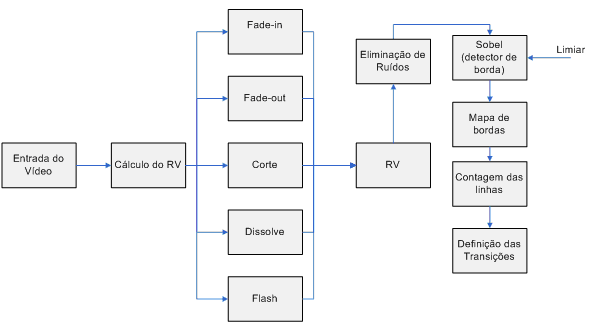 Entrada do
Vídeo
Cálculo do RV
Fade-in
Fade-out
Corte
Dissolve
Flash
RV
Eliminação de
Ruídos
Sobel
(detector de
borda)
Limiar
Mapa de
bordas
Contagem das
linhas
Definição das
Transições